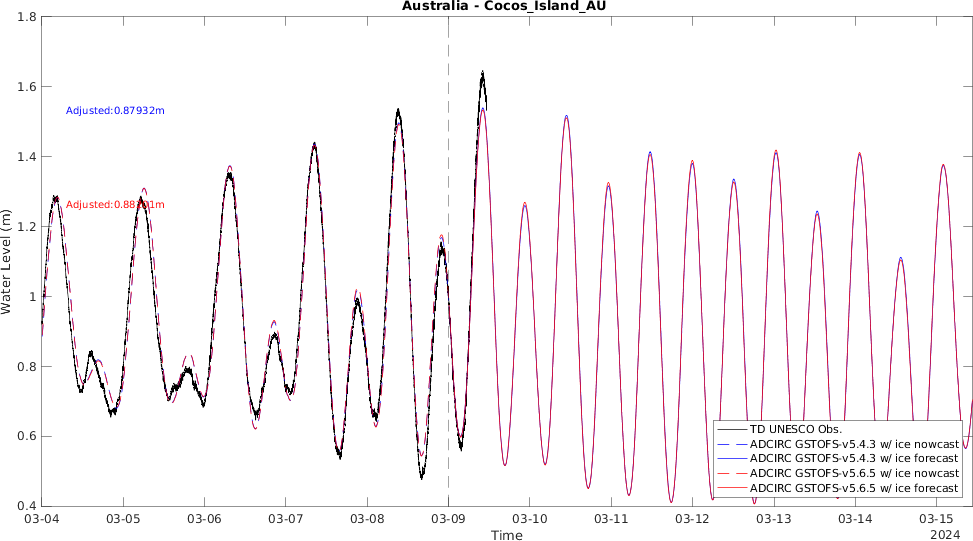 Australia - Cocos_Island_AU
Water Level (m)
1.8
1.6
1.4
1.2
1
0.8
0.6
0.4
Adjusted:0.87932m
TD UNESCO Obs.
ADCIRC GSTOFS-v5.4.3 w/ ice nowcast
ADCIRC GSTOFS-v5.4.3 w/ ice forecast
ADCIRC GSTOFS-v5.6.5 w/ ice nowcast
ADCIRC GSTOFS-v5.6.5 w/ ice forecast
03-04 03-05 03-06 03-07 03-08 03-09 03-10 03-11 03-12 03-13 03-14 03-15
Time
2024